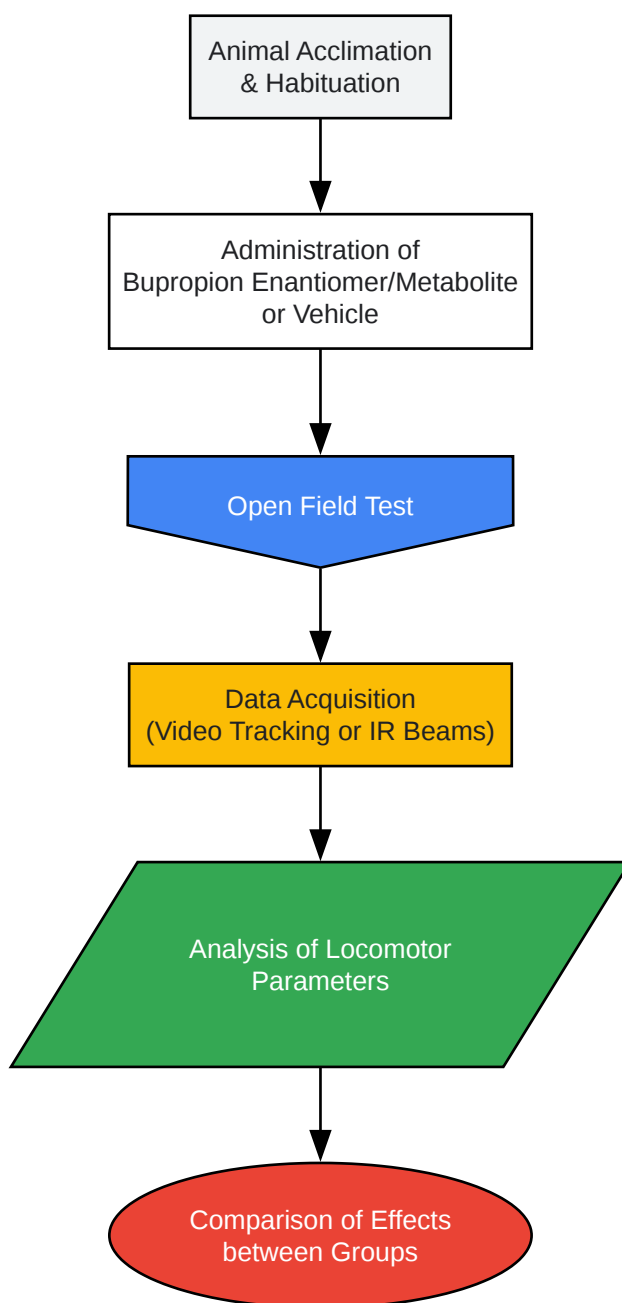 Animal Acclimation
& Habituation
Administration of
Bupropion Enantiomer/Metabolite
or Vehicle
Open Field Test
Data Acquisition
(Video Tracking or IR Beams)
Analysis of Locomotor
Parameters
Comparison of Effects
between Groups